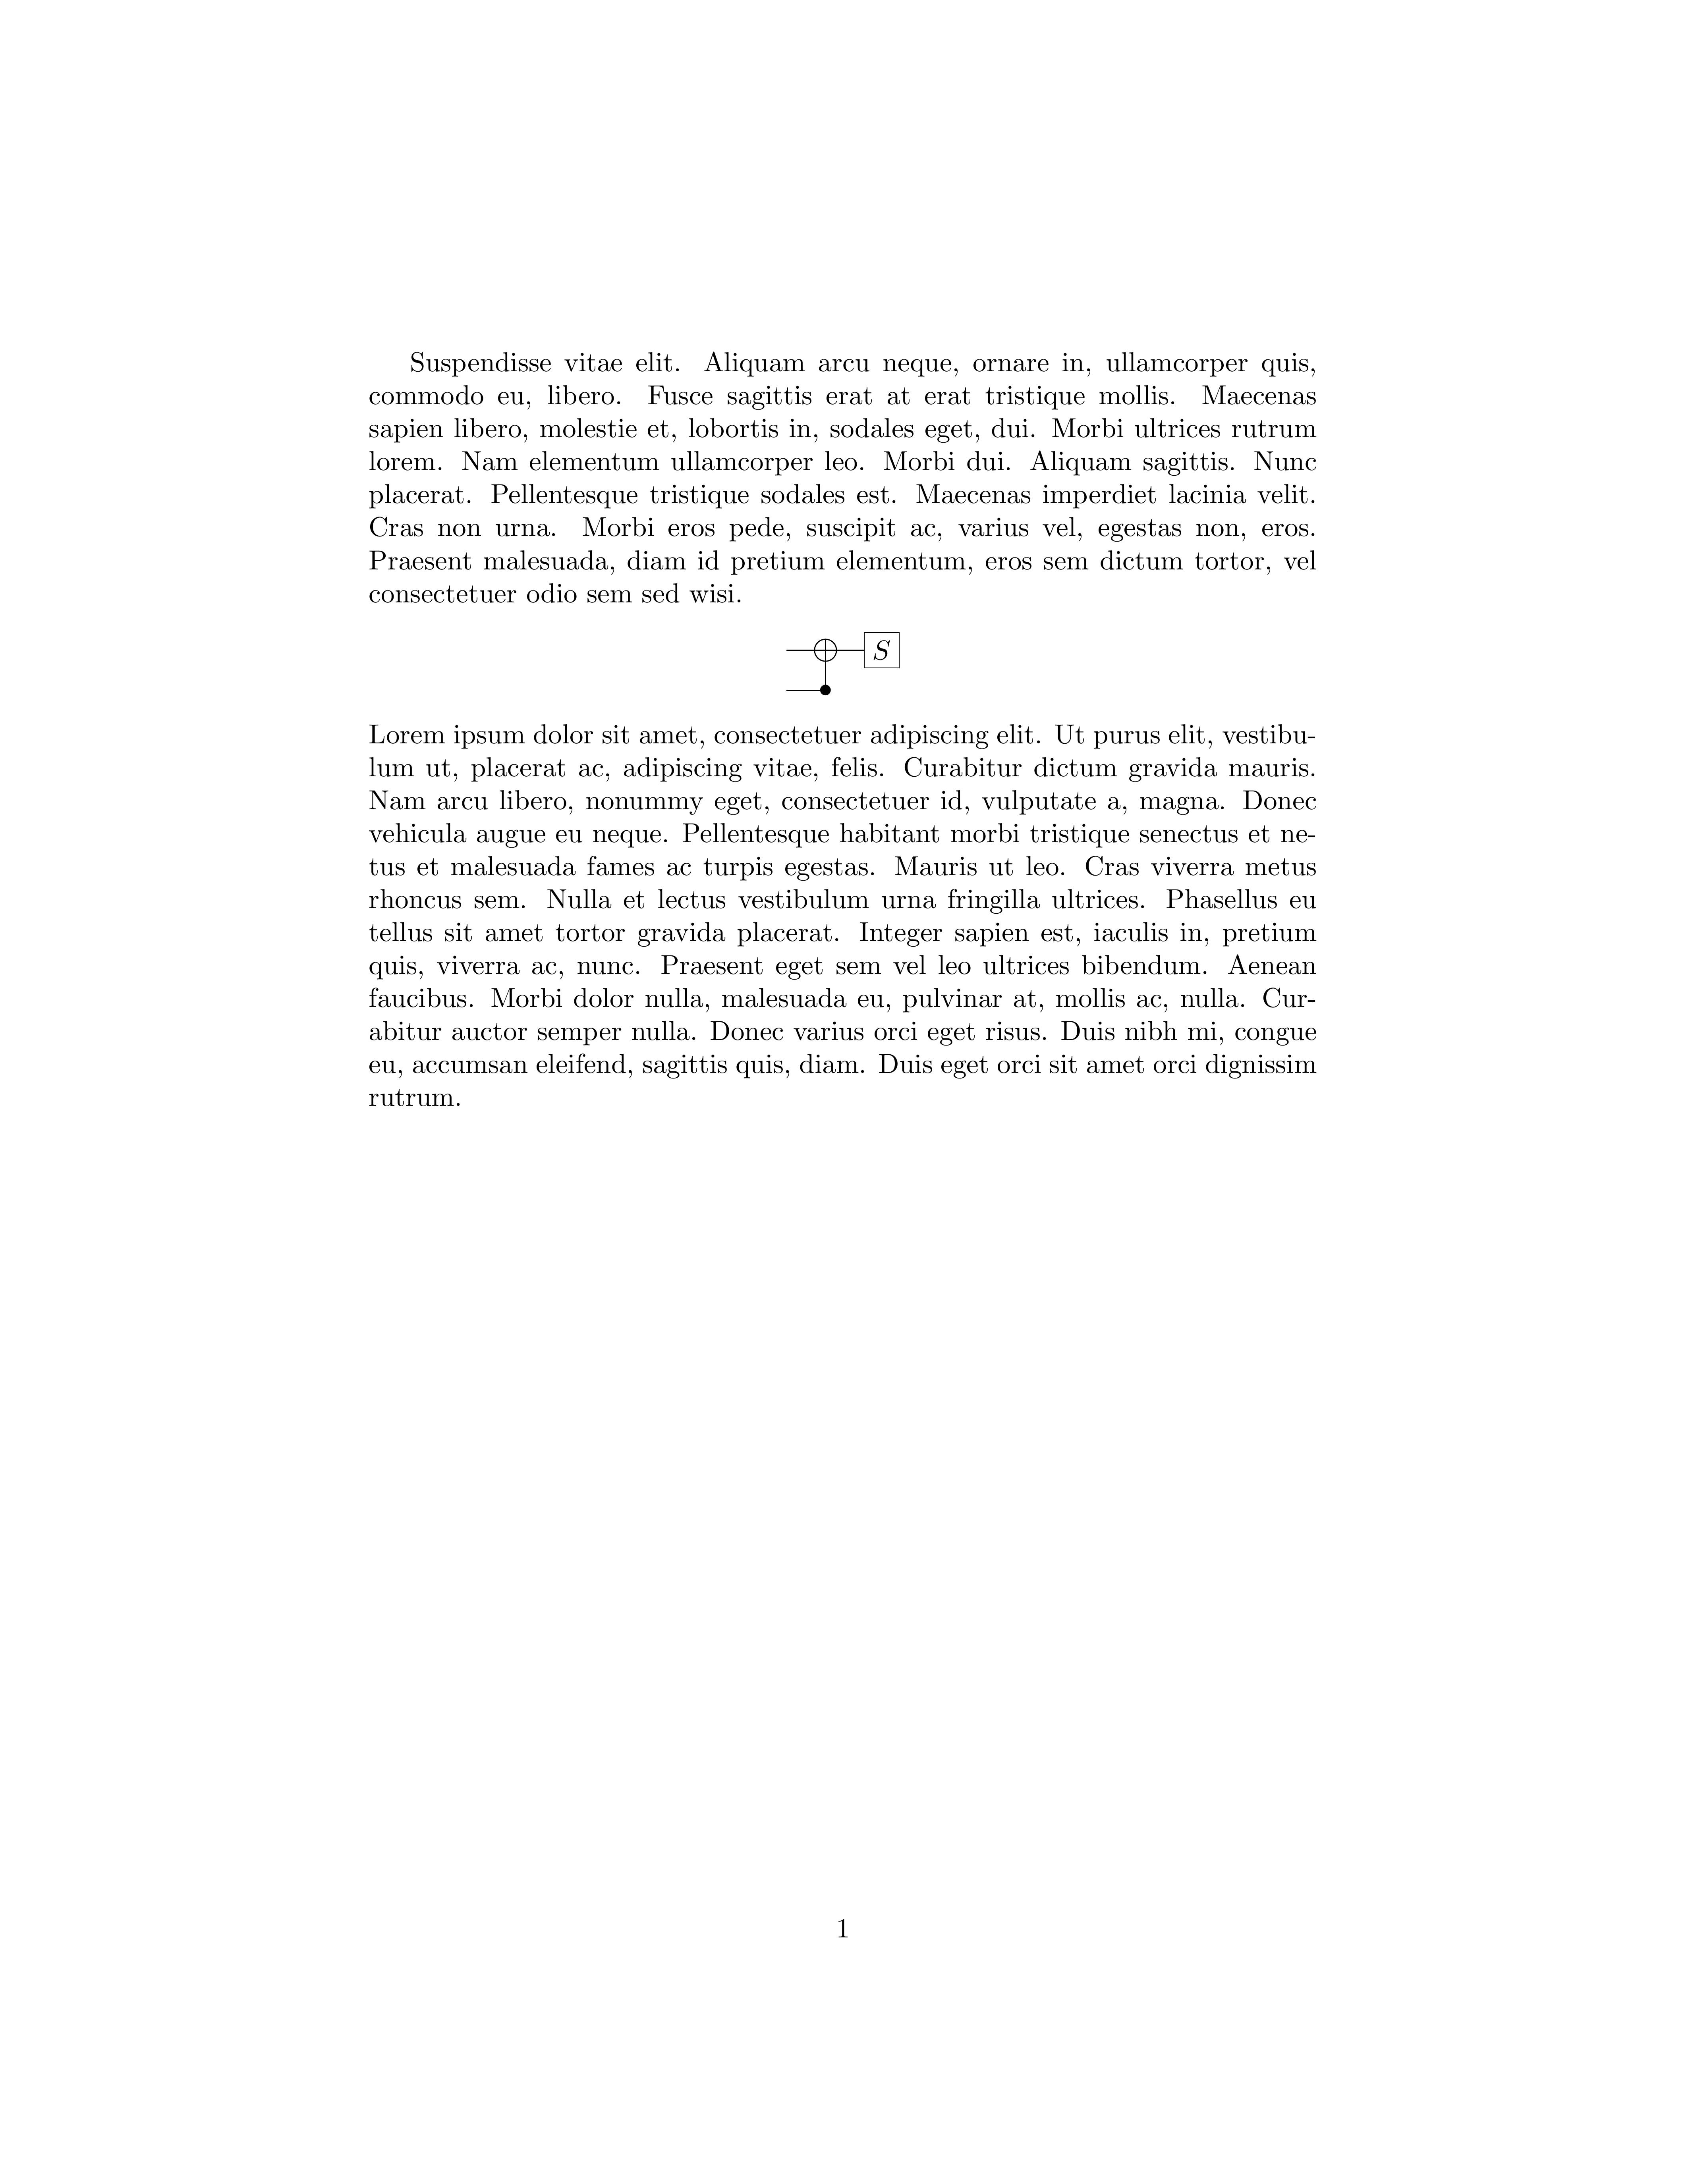 Suspendisse vitae elit. Aliquam arcu neque, ornare in, ullamcorper quis,
commodo eu, libero. Fusce sagittis erat at erat tristique mollis. Maecenas
sapien libero, molestie et, lobortis in, sodales eget, dui. Morbi ultrices rutrum
lorem. Nam elementum ullamcorper leo. Morbi dui. Aliquam sagittis. Nunc
placerat. Pellentesque tristique sodales est. Maecenas imperdiet lacinia velit.
Cras non urna. Morbi eros pede, suscipit ac, varius vel, egestas non, eros.
Praesent malesuada, diam id pretium elementum, eros sem dictum tortor, vel
consectetuer odio sem sed wisi.
S
Lorem ipsum dolor sit amet, consectetuer adipiscing elit. Ut purus elit, vestibu-
lum ut, placerat ac, adipiscing vitae, felis. Curabitur dictum gravida mauris.
Nam arcu libero, nonummy eget, consectetuer id, vulputate a, magna. Donec
vehicula augue eu neque. Pellentesque habitant morbi tristique senectus et ne-
tus et malesuada fames ac turpis egestas. Mauris ut leo. Cras viverra metus
rhoncus sem. Nulla et lectus vestibulum urna fringilla ultrices. Phasellus eu
tellus sit amet tortor gravida placerat. Integer sapien est, iaculis in, pretium
quis, viverra ac, nunc. Praesent eget sem vel leo ultrices bibendum. Aenean
faucibus. Morbi dolor nulla, malesuada eu, pulvinar at, mollis ac, nulla. Cur-
abitur auctor semper nulla. Donec varius orci eget risus. Duis nibh mi, congue
eu, accumsan eleifend, sagittis quis, diam. Duis eget orci sit amet orci dignissim
rutrum.
1